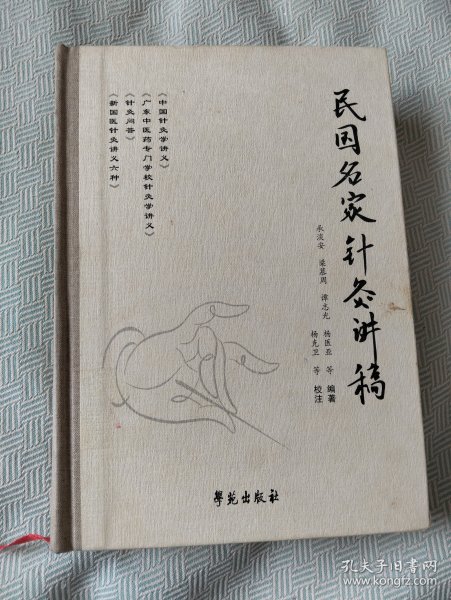 民国名家针灸讲稿
承淡安 梁慕周 谭志光 杨医亚 等 编著
杨克卫 等 校注
《中国针灸学讲义》
《广东中医药专门学校针灸学讲义》
《针灸问答》
《新国医针灸讲义六种》
學苑出版社
孔夫子旧书网
www.kongfz.com